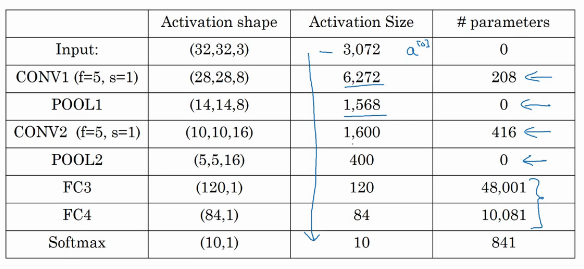 Activation shape Activation Size # parameters
Input: (32,32,3) 3,072 a[0] 0
CONV1 (f=5, s=1) (28,28,8) 6,272 208
POOL1 (14,14,8) 1,568 0
CONV2 (f=5, s=1) (10,10,16) 1,600 416
POOL2 (5,5,16) 400 0
FC3 (120,1) 120 48,001
FC4 (84,1) 84 10,081
Softmax (10,1) 10 841